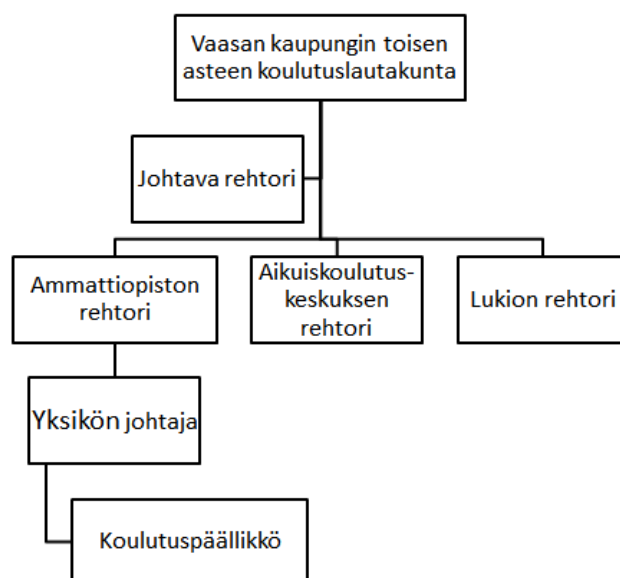 Vaasan kaupungin toisen
asteen koulutuslautakunta
Johtava rehtori
Ammattiopiston
rehtori
Aikuiskoulutus-
keskuksen
rehtori
Lukion rehtori
Yksikön johtaja
Koulutuspäällikkö